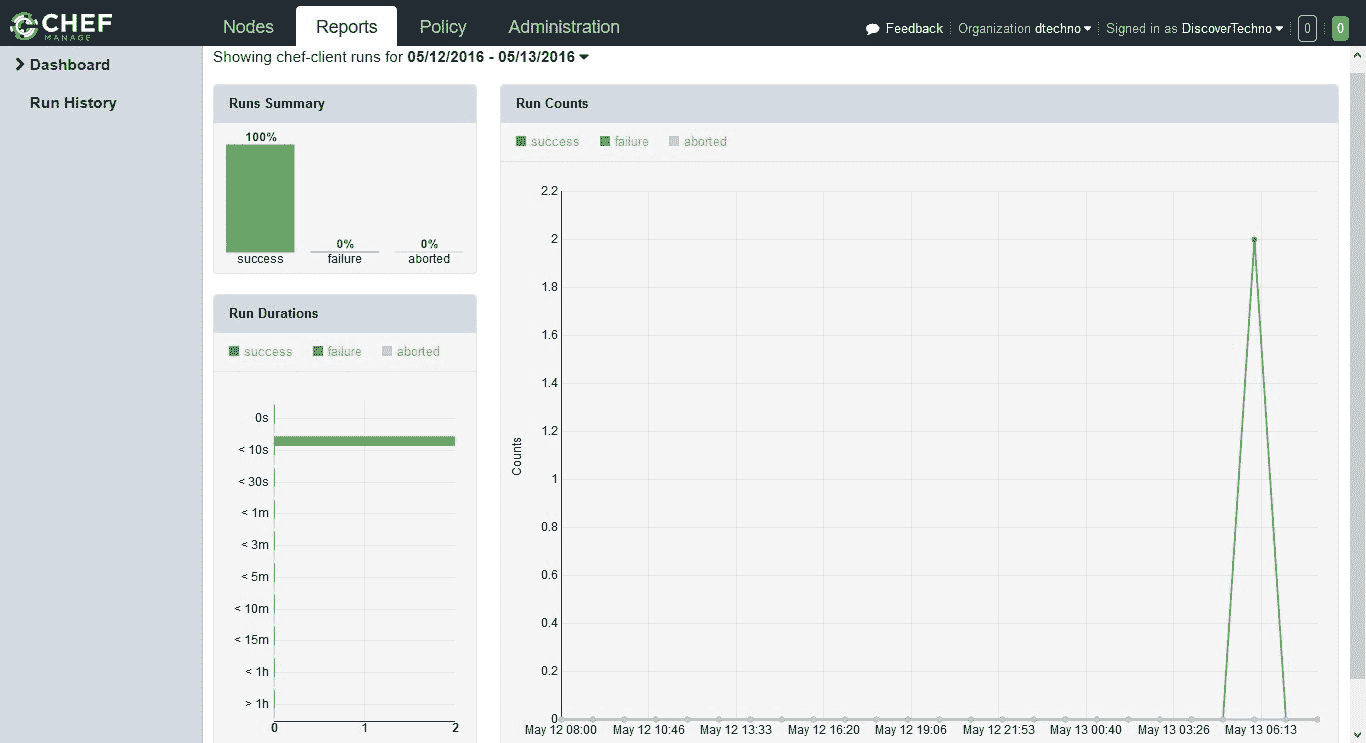 CHEF
MANAGE
Nodes Reports Policy Administration
Feedback Organization dtechno Signed in as DiscoverTechno 0 0
Dashboard
Run History
Showing chef-client runs for 05/12/2016 - 05/13/2016
Runs Summary
100%
0% 0%
success failure aborted
Run Durations
success failure aborted
0s
< 10s
< 30s
< 1m
< 3m
< 5m
< 10m
< 15m
< 1h
> 1h
0 1 2
Run Counts
success failure aborted
2.2
2
1.8
1.6
1.4
1.2
1
0.8
0.6
0.4
0.2
0
Counts
May 12 08:00 May 12 10:46 May 12 13:33 May 12 16:20 May 12 19:06 May 12 21:53 May 13 00:40 May 13 03:26 May 13 06:13